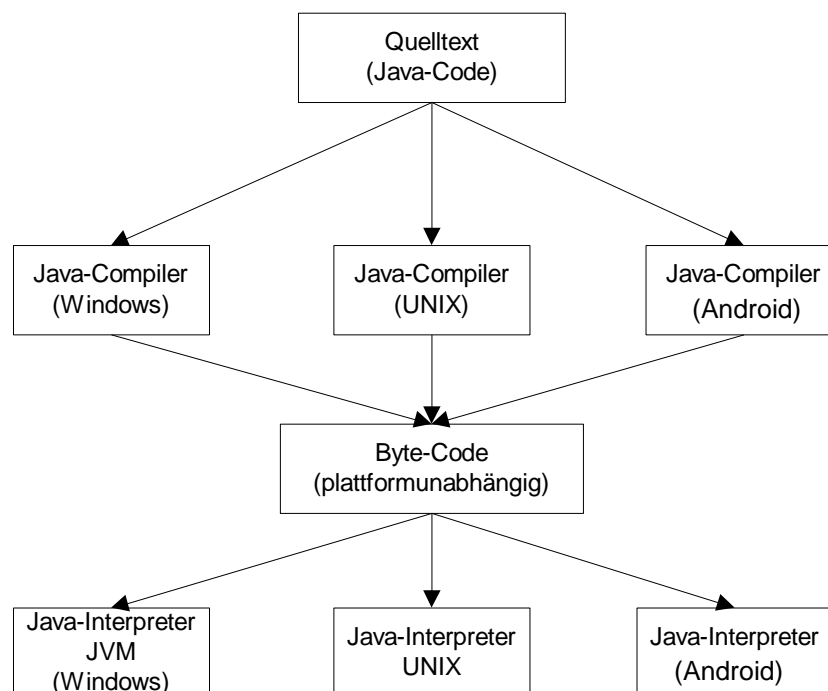 Quelltext
(Java-Code)
Java-Compiler
(Windows)
Java-Compiler
(UNIX)
Java-Compiler
(Android)
Byte-Code
(plattformunabhängig)
Java-Interpreter
JVM
(Windows)
Java-Interpreter
UNIX
Java-Interpreter
(Android)